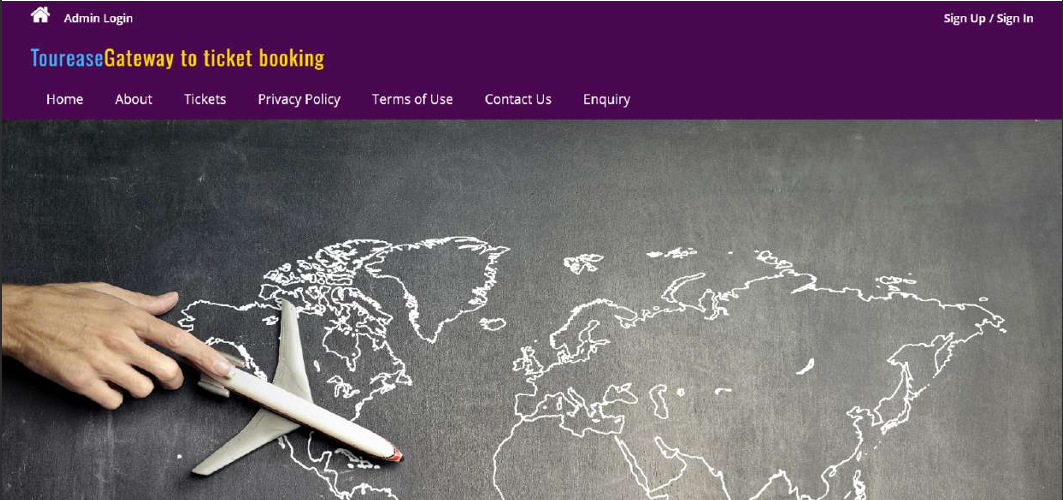 Admin Login
Sign Up / Sign In
ToureaseGateway to ticket booking
Home About Tickets Privacy Policy Terms of Use Contact Us Enquiry